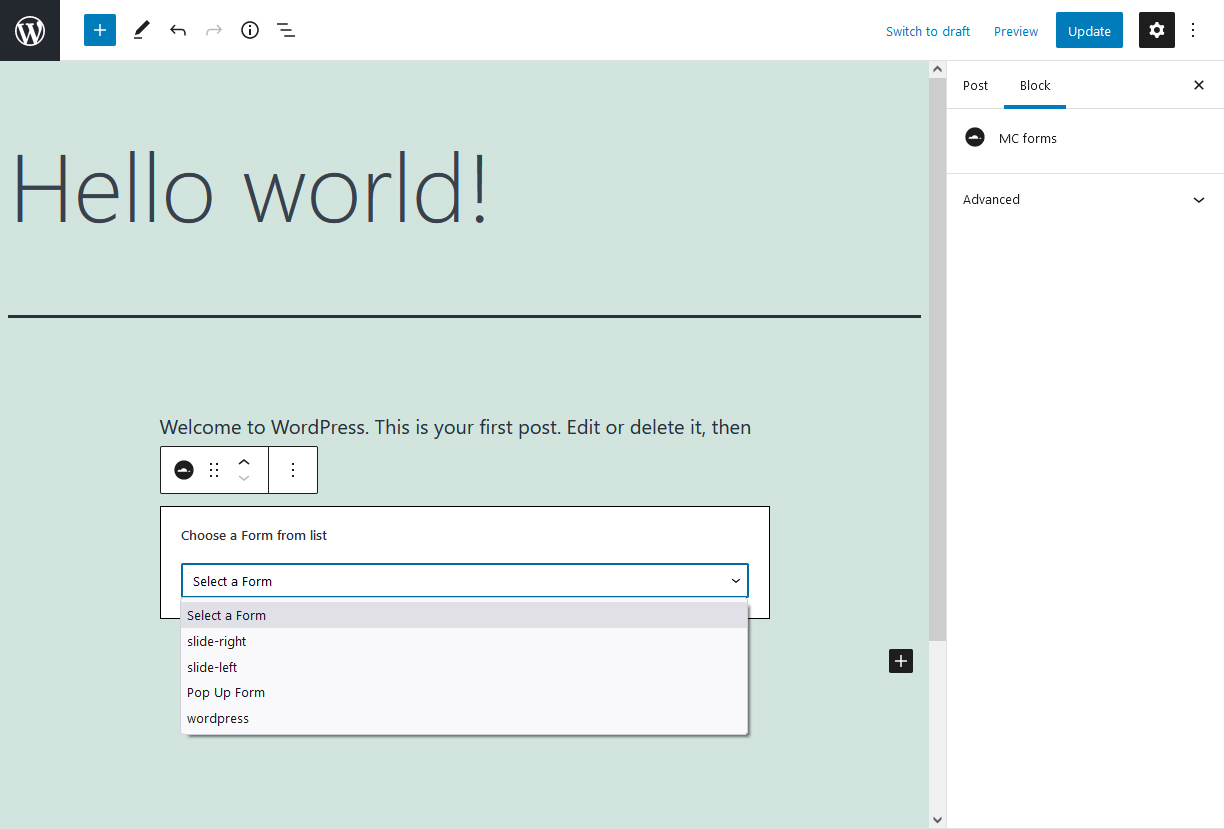 Switch to draft
Preview
Update
Post
Block
MC forms
Advanced
Hello world!
Welcome to WordPress. This is your first post. Edit or delete it, then
Choose a Form from list
Select a Form
Select a Form
slide-right
slide-left
Pop Up Form
wordpress